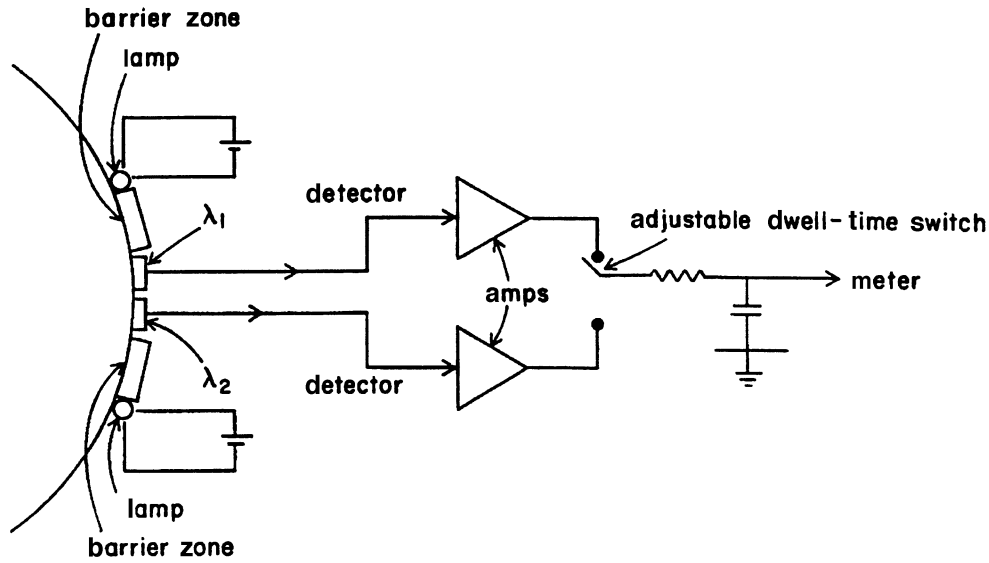 barrier zone
lamp
λ1
detector
adjustable dwell-time switch
amps
meter
λ2
detector
lamp
barrier zone